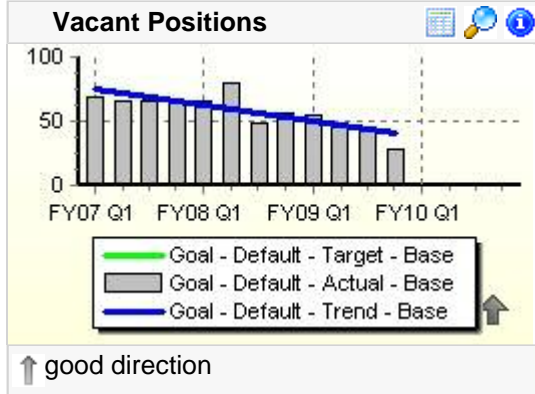 Vacant Positions
100
50
0
FY07 Q1 FY08 Q1 FY09 Q1 FY10 Q1
Goal - Default - Target - Base
Goal - Default - Actual - Base
Goal - Default - Trend - Base
good direction